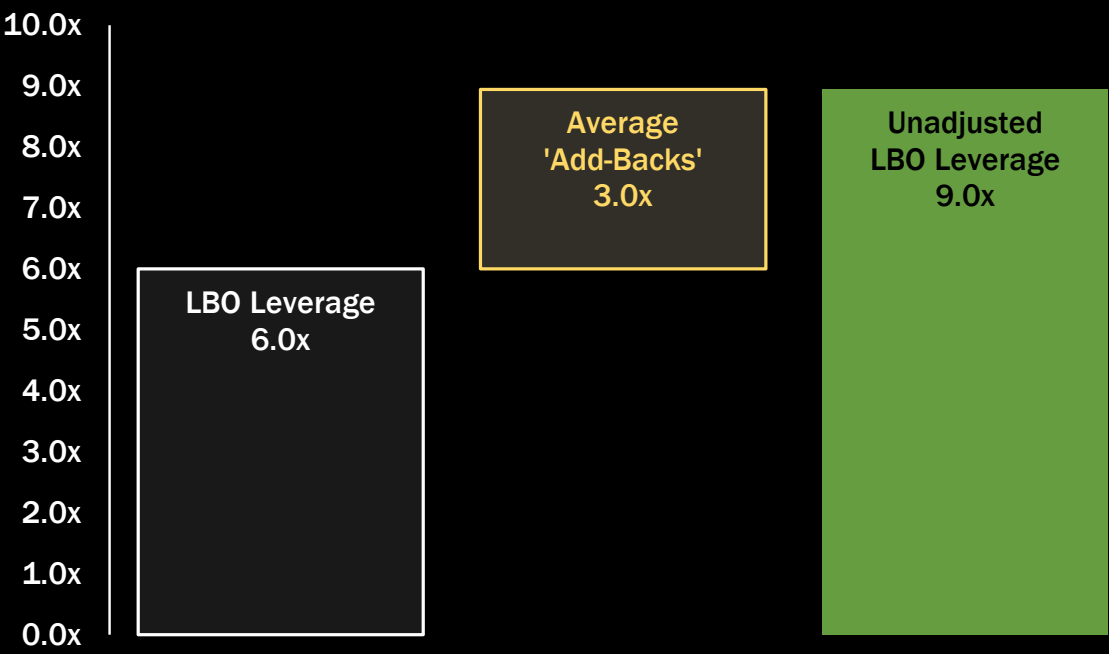 10.0x
9.0x
8.0x
7.0x
6.0x
5.0x
4.0x
3.0x
2.0x
1.0x
0.0x
LBO Leverage
6.0x
Average
'Add-Backs'
3.0x
Unadjusted
LBO Leverage
9.0x